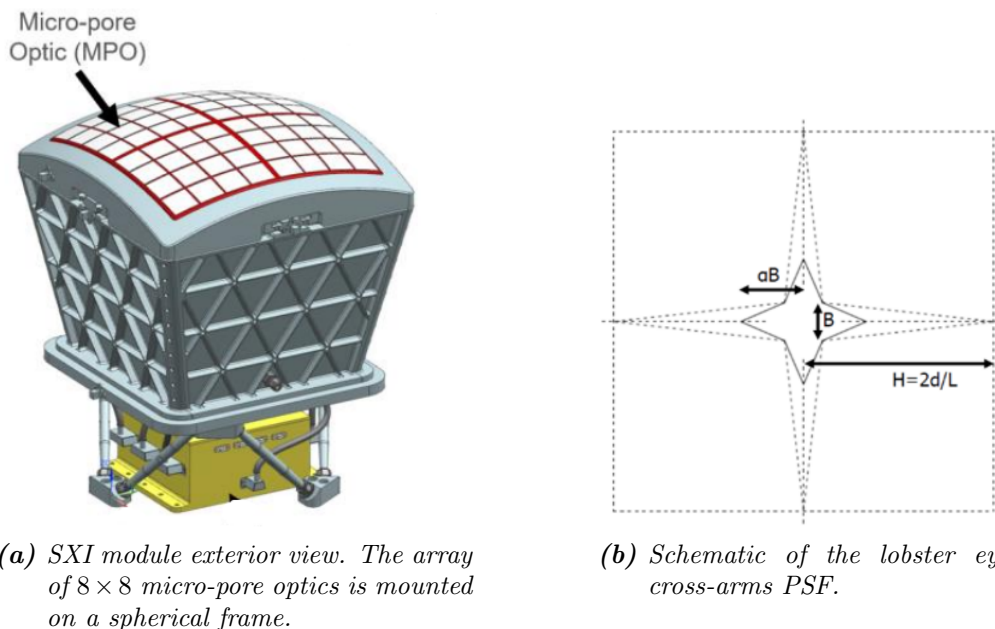 Micro-pore
Optic (MPO)
aB
B
H=2d/L
(a) SXI module exterior view. The array
of 8 × 8 micro-pore optics is mounted
on a spherical frame.
(b) Schematic of the lobster ey
cross-arms PSF.